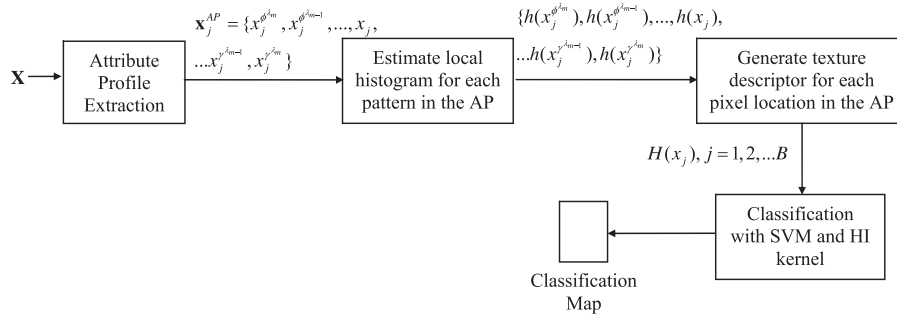 X
Attribute
Profile
Extraction
x_j^{AP} = {x_j^{ϕ^{λ_m}}, x_j^{ϕ^{λ_{m-1}}}, ..., x_j,
...x_j^{γ^{λ_{m-1}}}, x_j^{γ^{λ_m}}}
Estimate local
histogram for each
pattern in the AP
{h(x_j^{ϕ^{λ_m}}), h(x_j^{ϕ^{λ_{m-1}}}), ..., h(x_j),
...h(x_j^{γ^{λ_{m-1}}}), h(x_j^{γ^{λ_m}})}
Generate texture
descriptor for each
pixel location in the AP
H(x_j), j = 1, 2, ...B
Classification
with SVM and HI
kernel
Classification
Map